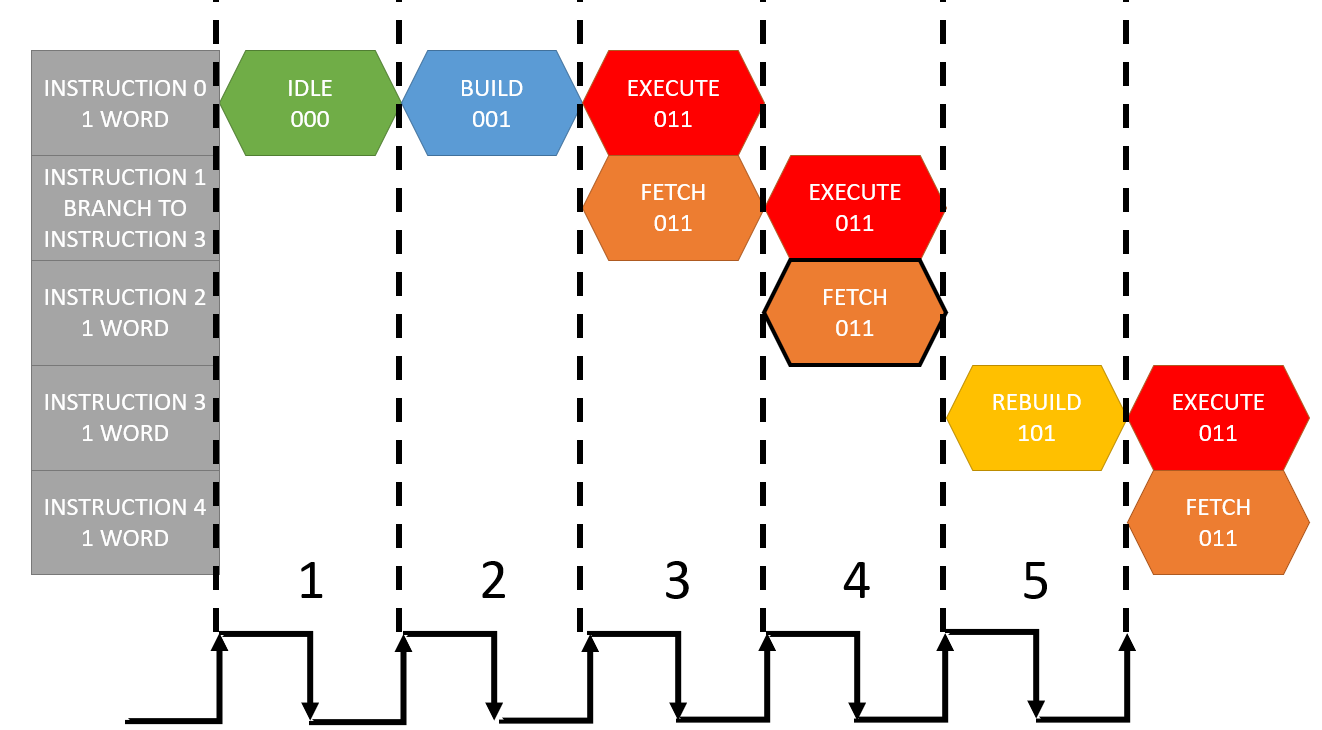 INSTRUCTION 0
1 WORD
IDLE
000
BUILD
001
EXECUTE
011
INSTRUCTION 1
BRANCH TO
INSTRUCTION 3
FETCH
011
EXECUTE
011
INSTRUCTION 2
1 WORD
FETCH
011
INSTRUCTION 3
1 WORD
REBUILD
101
EXECUTE
011
INSTRUCTION 4
1 WORD
FETCH
011
1
2
3
4
5